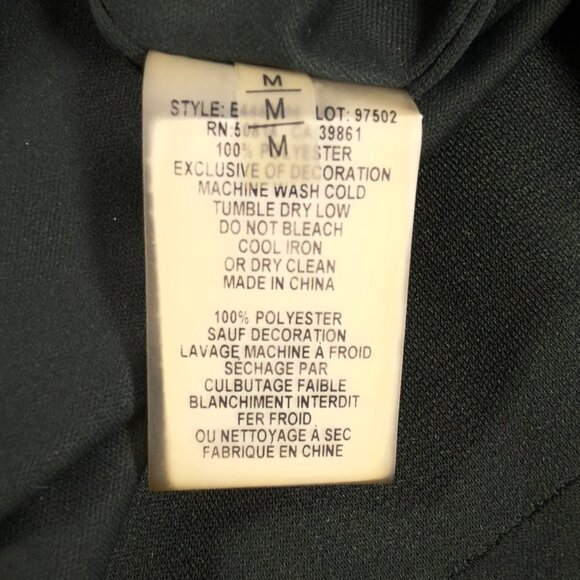 M
M
M
STYLE: LOT: 97502
RN: 39861
100% POLYESTER
EXCLUSIVE OF DECORATION
MACHINE WASH COLD
TUMBLE DRY LOW
DO NOT BLEACH
COOL IRON
OR DRY CLEAN
MADE IN CHINA
100% POLYESTER
SAUF DECORATION
LAVAGE MACHINE À FROID
SECHAGE PAR
CULBUTAGE FAIBLE
BLANCHIMENT INTERDIT
FER FROID
OU NETTOYAGE À SEC
FABRIQUE EN CHINE